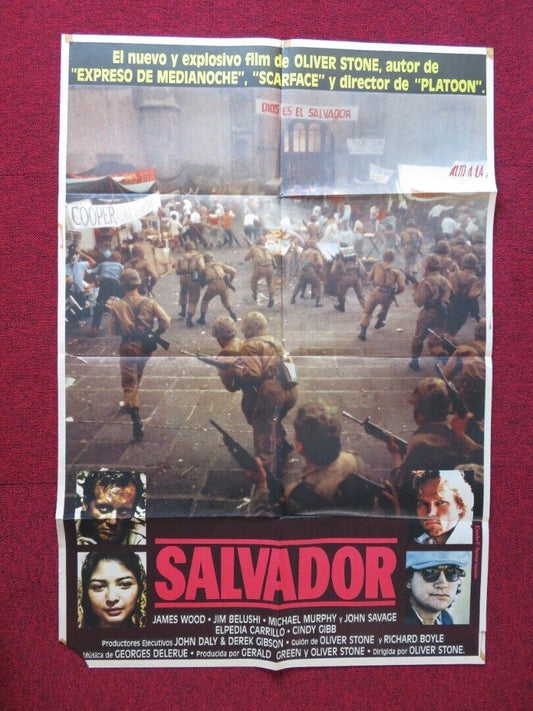 El nuevo y explosivo film de OLIVER STONE, autor de
"EXPRESO DE MEDIANOCHE", "SCARFACE" y director de "PLATOON".
DIOS ES EL SALVADOR
ALTO A LA
COOPER
SALVADOR
JAMES WOOD • JIM BELUSHI • MICHAEL MURPHY y JOHN SAVAGE
ELPEDIA CARRILLO • CINDY GIBB
Productores Ejecutivos JOHN DALY & DEREK GIBSON • Guión de OLIVER STONE y RICHARD BOYLE
Música de GEORGES DELERUE • Producida por GERALD GREEN y OLIVER STONE • Dirigida por OLIVER STONE.